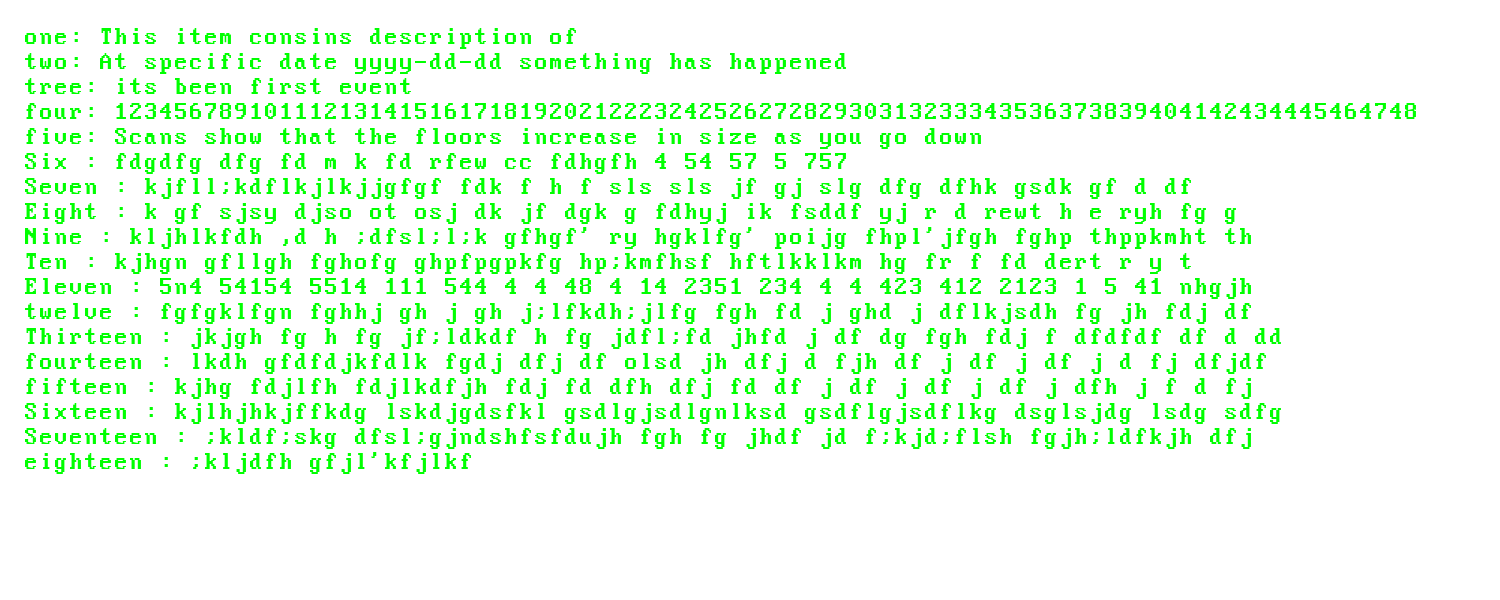 one: This item consins description of
two: At specific date yyyy-dd-dd something has happened
tree: its been first event
four: 123456789101112131415161718192021222324252627282930313233343536373839404142434445464748
five: Scans show that the floors increase in size as you go down
Six : fdgdfg dfg fd m k fd rfew cc fdhgfh 4 54 57 5 757
Seven : kjfll;kdflkjlkjjgfgf fdk f h f sls sls jf gj slg dfg dfhk gsdk gf d df
Eight : k gf sjsy djso ot osj dk jf dgk g fdhyj ik fsddf yj r d rewt h e ryh fg g
Nine : kljhlkfdh ,d h ;dfsl;l;k gfhgf' ry hgklfg' poijg fhpl'jfgh fghp thppkmht th
Ten : kjhgn gfllgh fghofg ghpfpgpkfg hp;kmfhsf hftlkklkm hg fr f fd dert r y t
Eleven : 5n4 54154 5514 111 544 4 4 48 4 14 2351 234 4 4 423 412 2123 1 5 41 nhgjh
twelve : fgfgklfgn fghhj gh j gh j;lfkdh;jlfg fgh fd j ghd j dflkjsdh fg jh fdj df
Thirteen : jkjgh fg h fg jf;ldkdf h fg jdfl;fd jhfd j df dg fgh fdj f dfdfdf df d dd
fourteen : lkdh gfdfdjkfdlk fgdj dfj df olsd jh dfj d fjh df j df j df j d fj dfjdf
fifteen : kjhg fdjlfh fdjlkdfjh fdj fd dfh dfj fd df j df j df j df j dfh j f d fj
Sixteen : kjlhjhkjffkdg lskdjgdsfkl gsdlgjsdlgnlksd gsdflgjsdflkg dsglsjdg lsdg sdfg
Seventeen : ;kldf;skg dfsl;gjndshfsfdujh fgh fg jhdf jd f;kjd;flsh fgjh;ldfkjh dfj
eighteen : ;kljdfh gfjl'kfjlkf